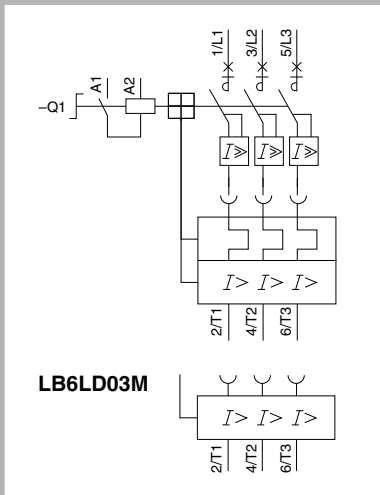 1/L1 3/L2 5/L3
A1 A2
–Q1
I≫ I≫ I≫
I> I> I>
2/T1 4/T2 6/T3
LB6LD03M
I> I> I>
2/T1 4/T2 6/T3